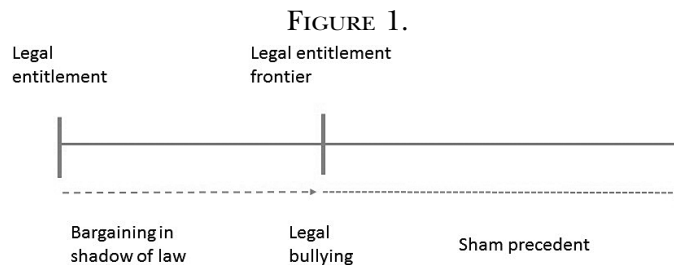 FIGURE 1.
Legal entitlement
Legal entitlement frontier
Bargaining in shadow of law
Legal bullying
Sham precedent